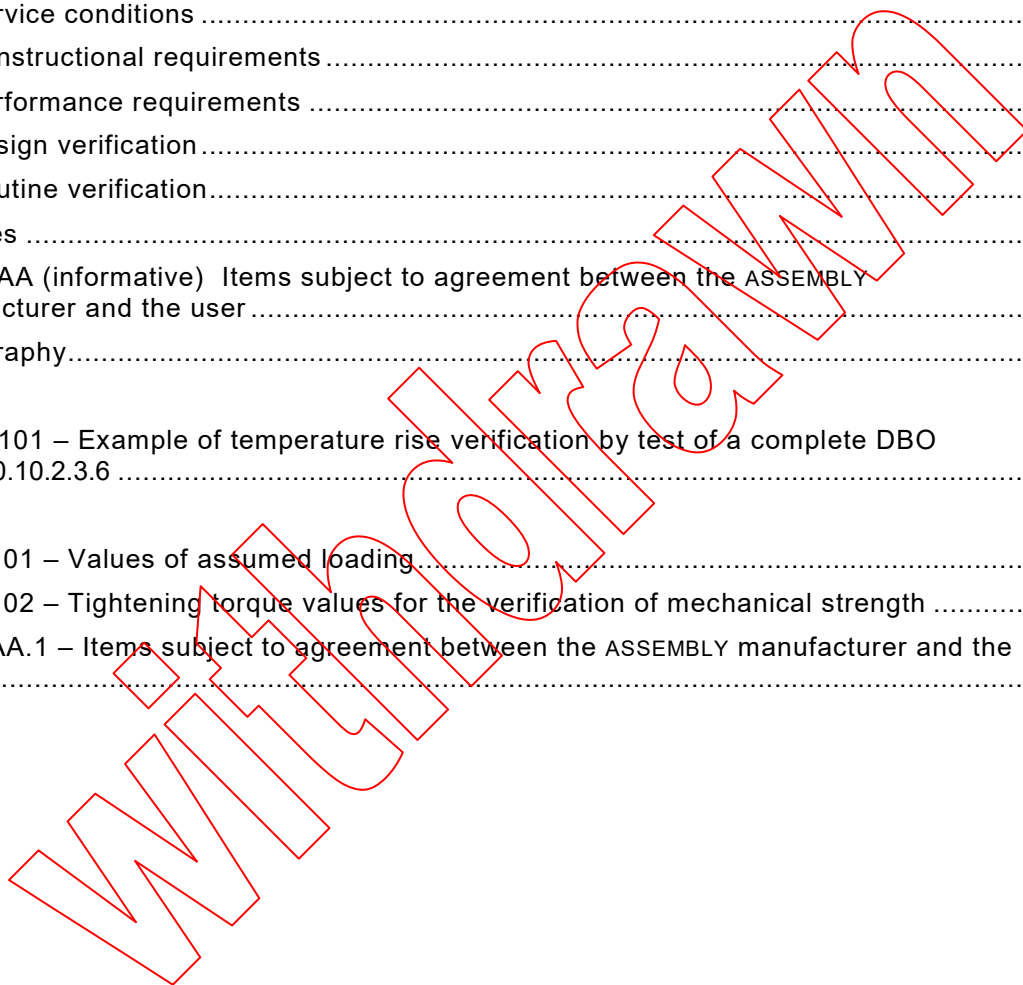 rvice conditions ................................................................................
nstructional requirements ................................................................................
rformance requirements ................................................................................
sign verification ................................................................................
utine verification ................................................................................
es ................................................................................
AA (informative) Items subject to agreement between the ASSEMBLY
cturer and the user ................................................................................
raphy ................................................................................
101 – Example of temperature rise verification by test of a complete DBO
0.10.2.3.6 ................................................................................
01 – Values of assumed loading ................................................................................
02 – Tightening torque values for the verification of mechanical strength ...........
AA.1 – Items subject to agreement between the ASSEMBLY manufacturer and the
................................................................................
withdrawn